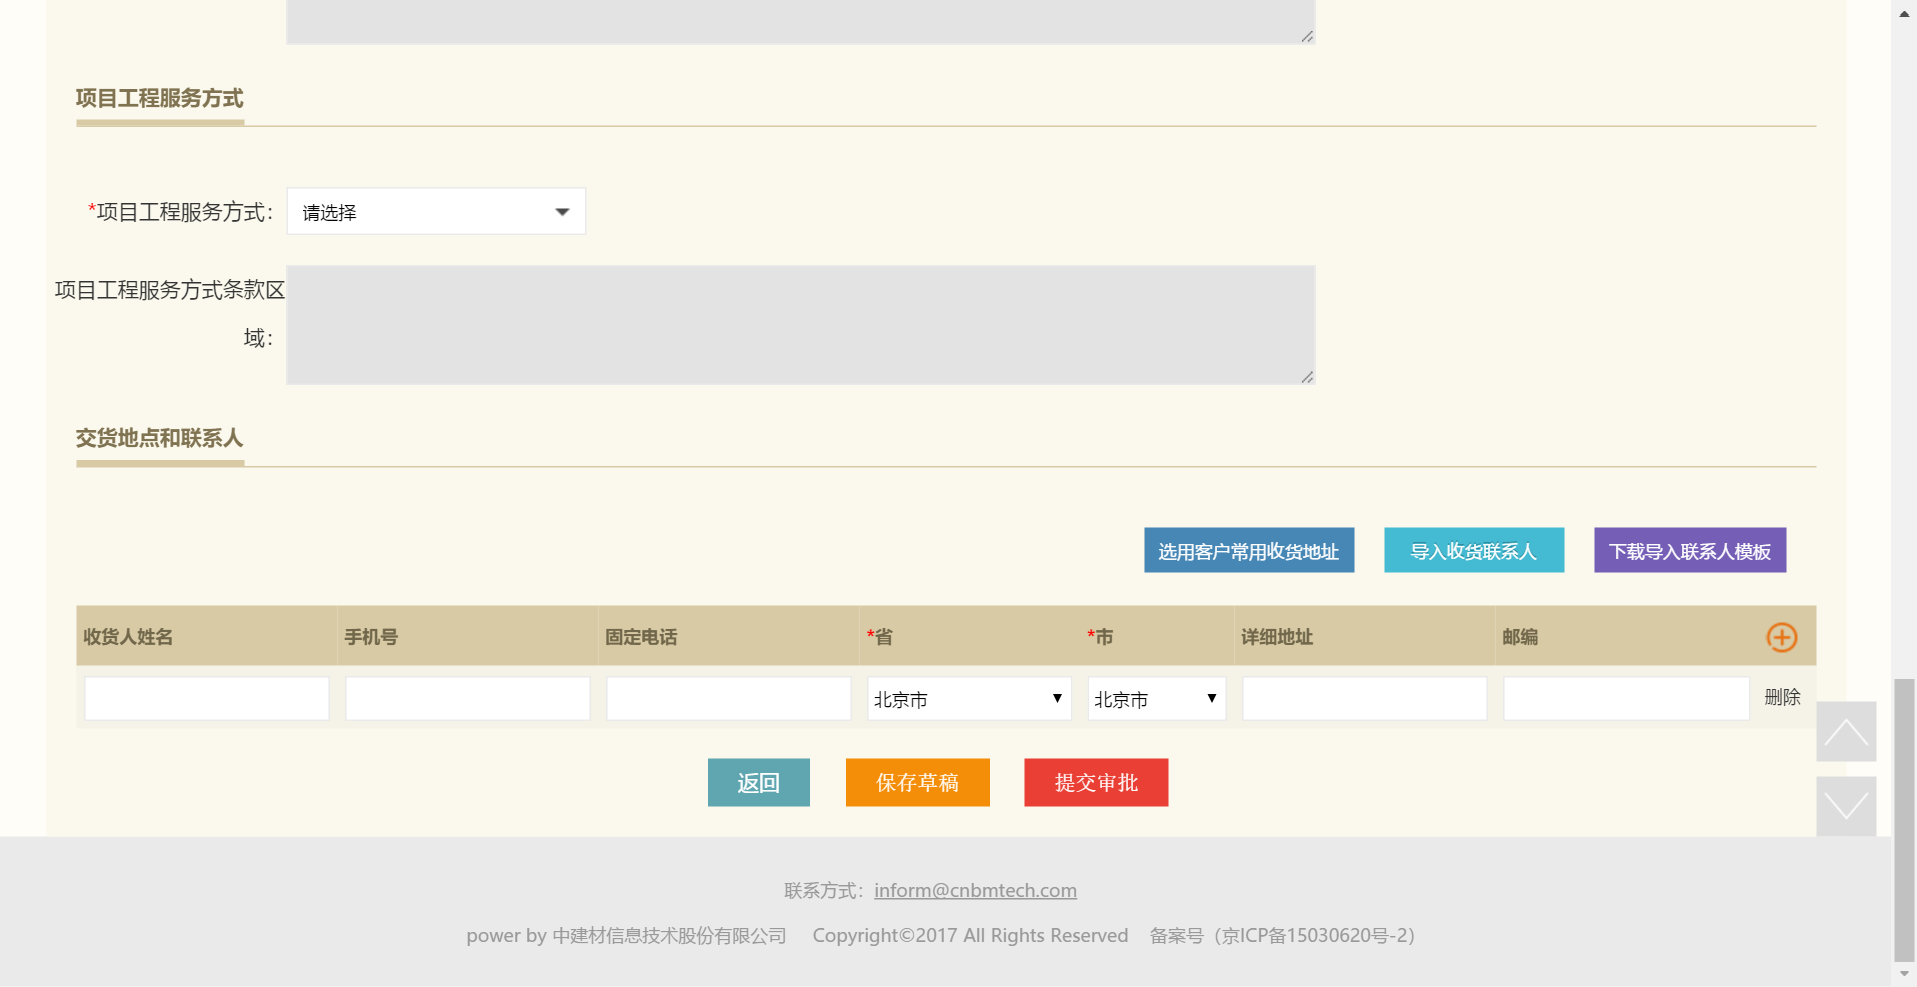 项目工程服务方式
*项目工程服务方式：
请选择
项目工程服务方式条款区
域：
交货地点和联系人
选用客户常用收货地址 导入收货联系人 下载导入联系人模板
收货人姓名 手机号 固定电话 *省 *市 详细地址 邮编
北京市 北京市 删除
返回 保存草稿 提交审批
联系方式：inform@cnbmtech.com
power by 中建材信息技术股份有限公司 Copyright©2017 All Rights Reserved 备案号（京ICP备15030620号-2）